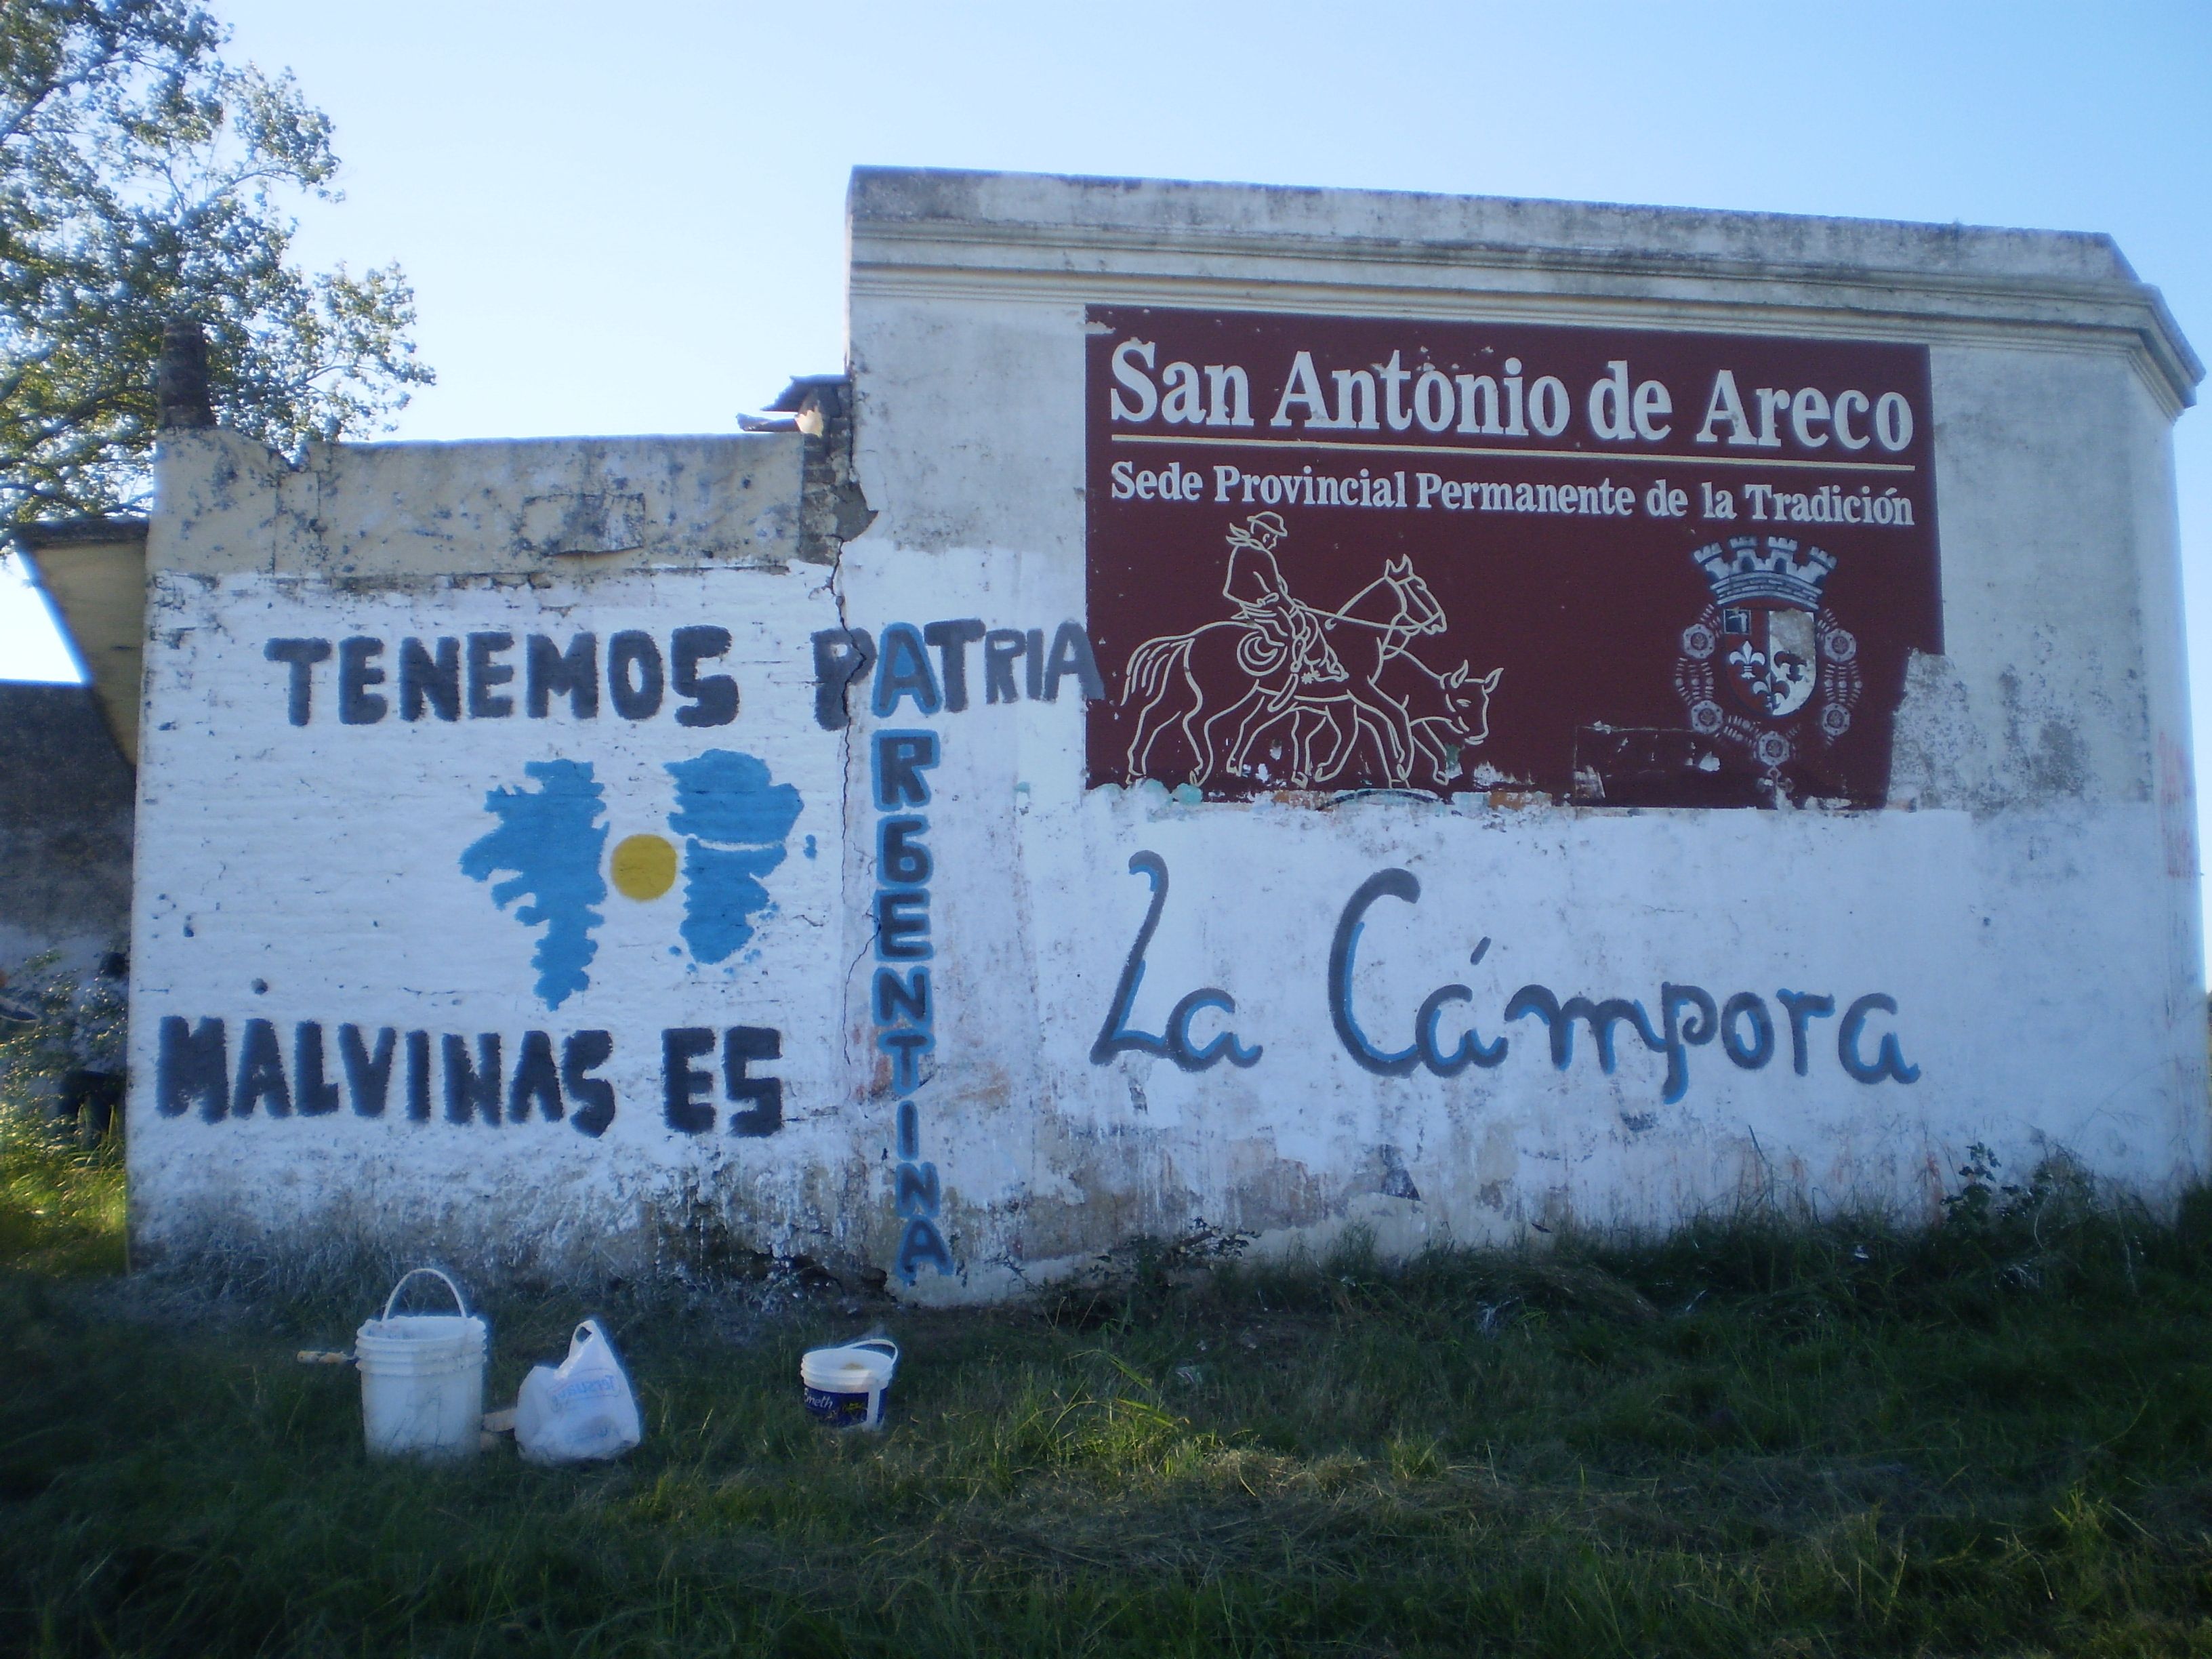 San Antonio de Areco
Sede Provincial Permanente de la Tradición
TENEMOS PATRIA
MALVINAS ES
ARGENTINA
La Cámpora